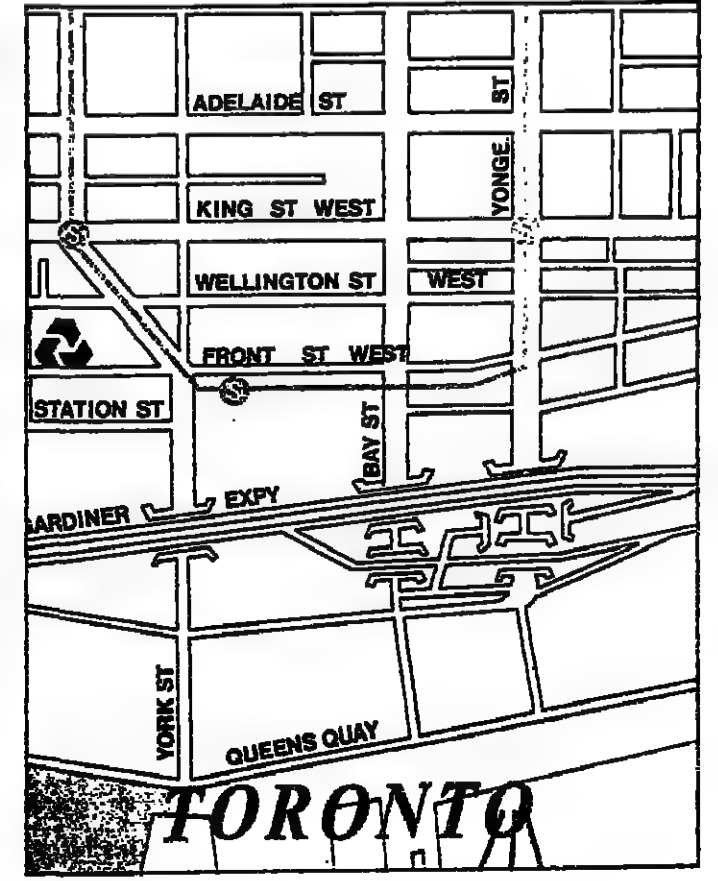 ADELAIDE ST
ST
YONGE
KING ST WEST
WELLINGTON ST WEST
FRONT ST WEST
STATION ST
BAY ST
GARDINER EXPY
YORK ST
QUEENS QUAY
TORONTO